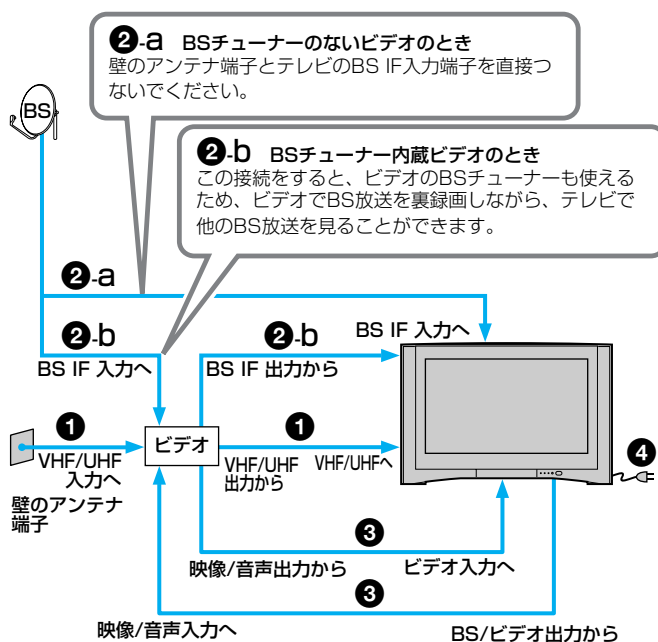 ❷-a BSチューナーのないビデオのとき
壁のアンテナ端子とテレビのBS IF入力端子を直接つ
ないでください。
BS
❷-b BSチューナー内蔵ビデオのとき
この接続をすると、ビデオのBSチューナーも使える
ため、ビデオでBS放送を裏録画しながら、テレビで
他のBS放送を見ることができます。
❷-a
❷-b
BS IF 入力へ
❷-b
BS IF 出力から
BS IF 入力へ
❶
VHF/UHF
入力へ
壁のアンテナ
端子
ビデオ
❶
VHF/UHF
出力から
VHF/UHFへ
❹
❸
映像/音声出力から
ビデオ入力へ
❸
映像/音声入力へ
BS/ビデオ出力から